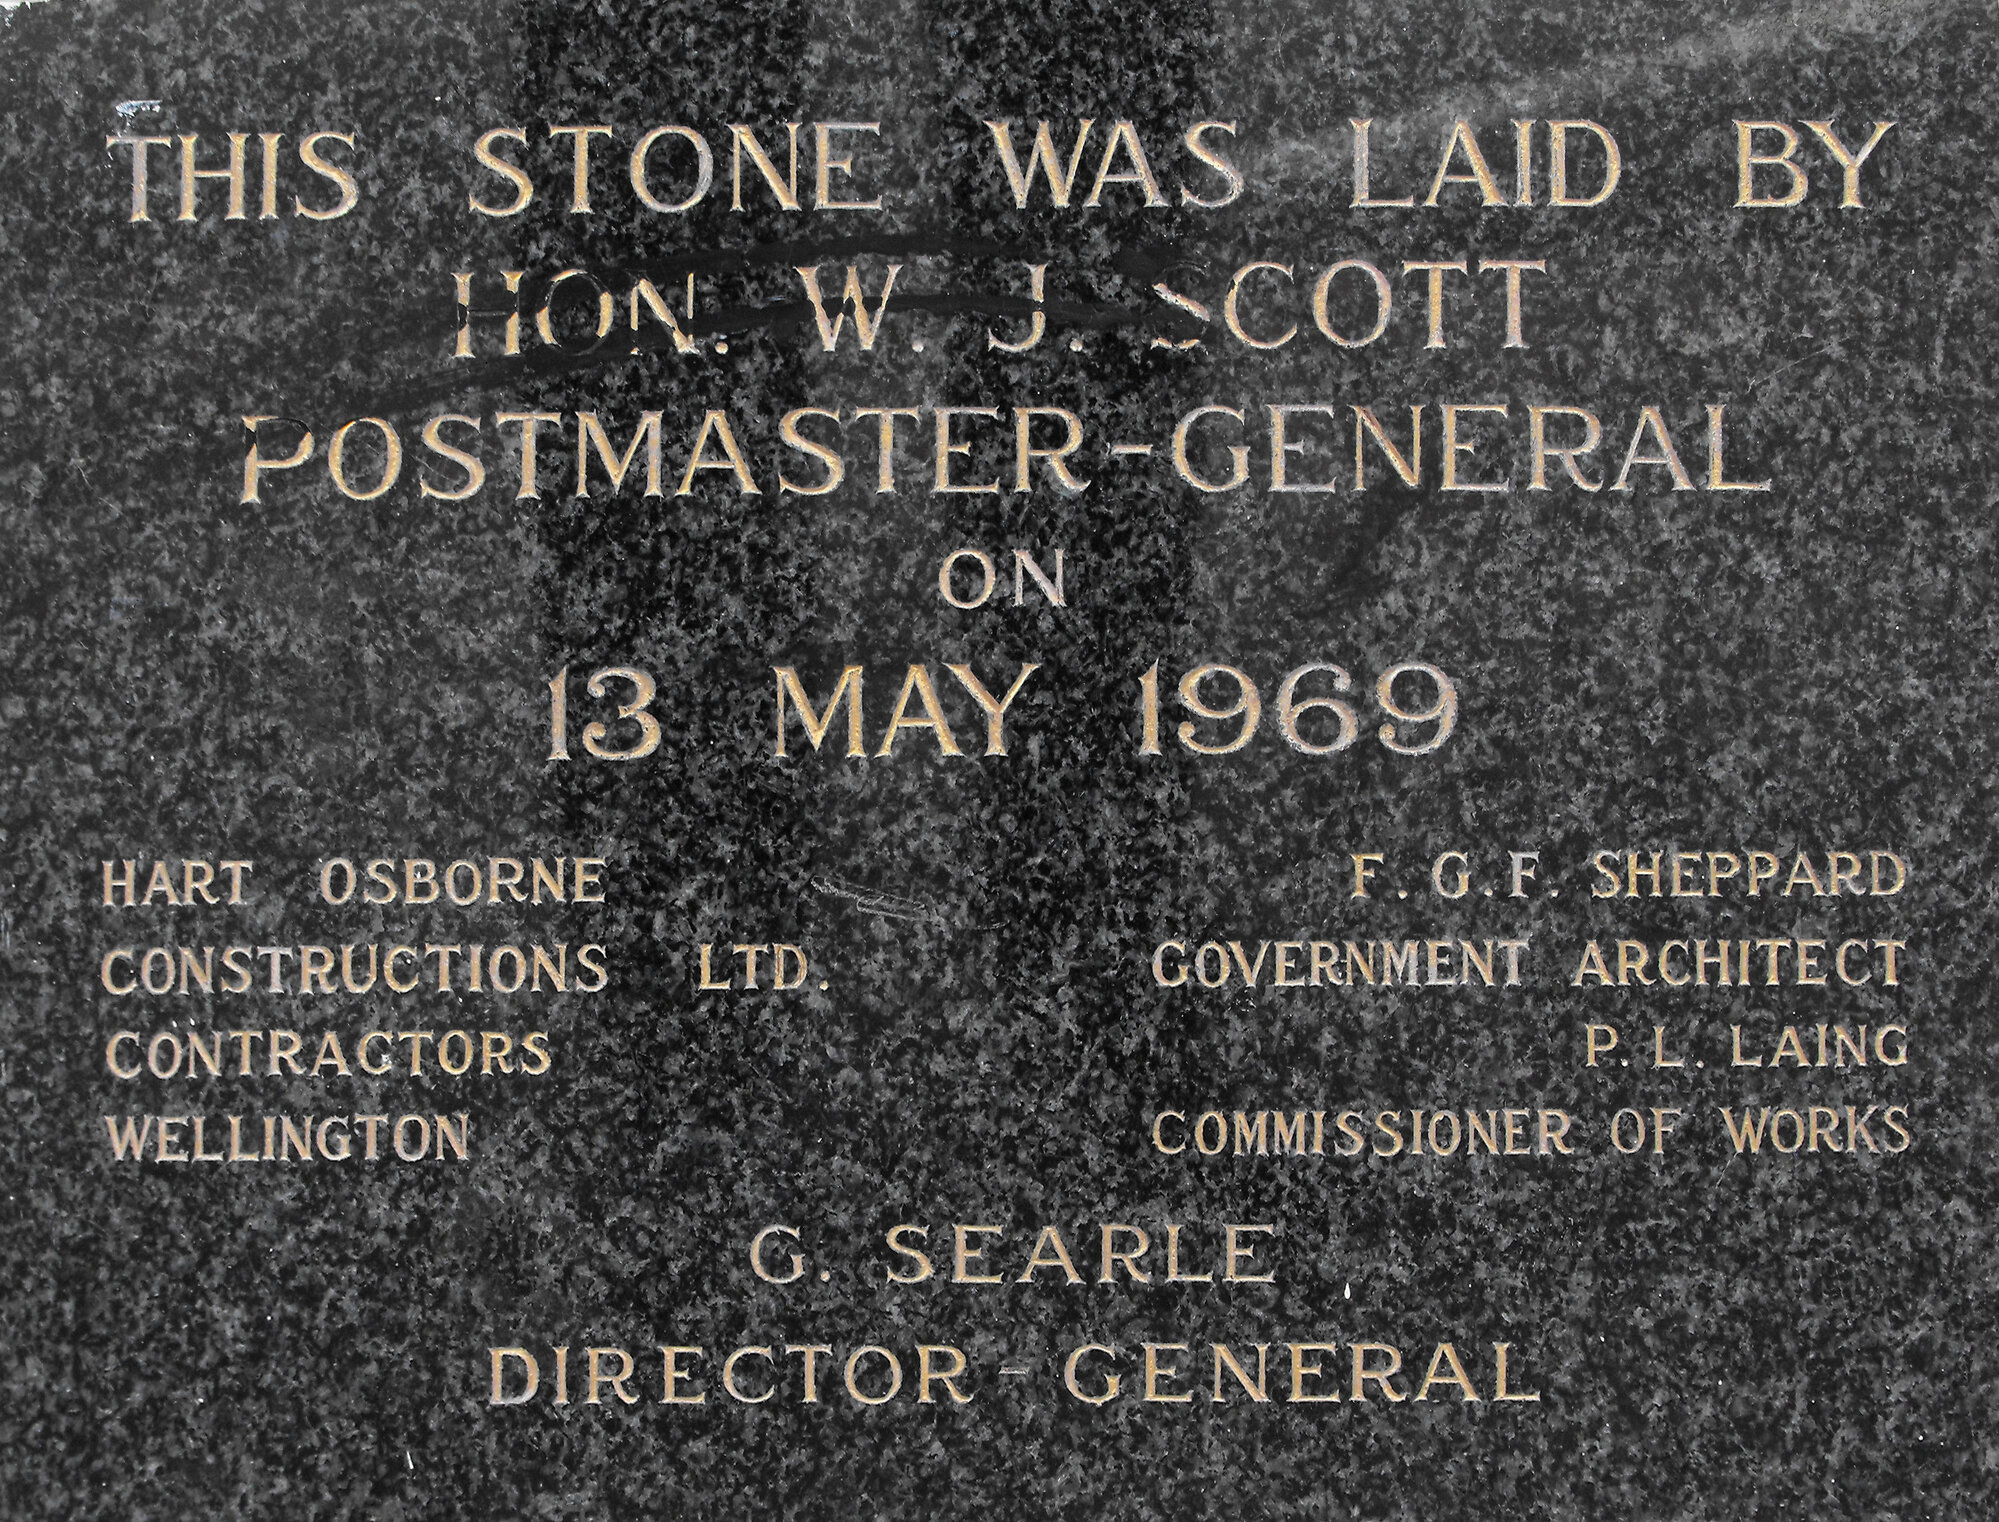 THIS STONE WAS LAID BY
HON. W. J. SCOTT
POSTMASTER-GENERAL
ON
13 MAY 1969
HART OSBORNE
CONSTRUCTIONS LTD.
CONTRACTORS
WELLINGTON
F. G. F. SHEPPARD
GOVERNMENT ARCHITECT
P. L. LAING
COMMISSIONER OF WORKS
G. SEARLE
DIRECTOR-GENERAL